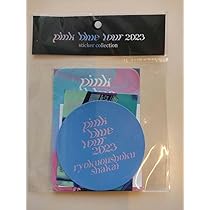 pink blue tour 2023
sticker collection
pink
pink
blue tour
2023
ryokuoushoku
shakai